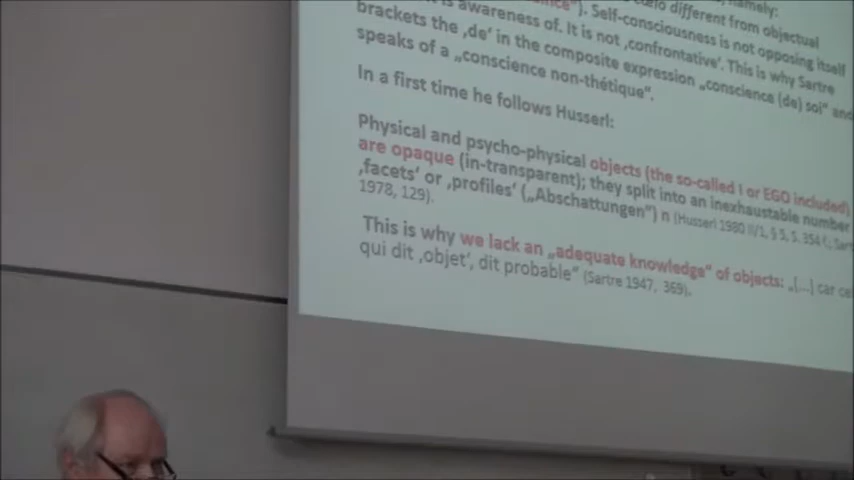 cœlo different from objectual
is awareness of. It is not ‚confrontative‘. This is why Sartre
). Self-consciousness is not opposing itself
brackets the ‚de‘ in the composite expression „conscience (de) soi“ and
speaks of a „conscience non-thétique“.
In a first time he follows Husserl:
Physical and psycho-physical objects (the so-called I or EGO included)
are opaque (in-transparent); they split into an inexhaustable number
‚facets‘ or ‚profiles‘ („Abschattungen“) n (Husserl 1980 II/1, § 5, S. 354 f.; Sart
1978, 129).
This is why we lack an „adequate knowledge“ of objects: „[…] car ce
qui dit ‚objet‘, dit probable“ (Sartre 1947, 369).